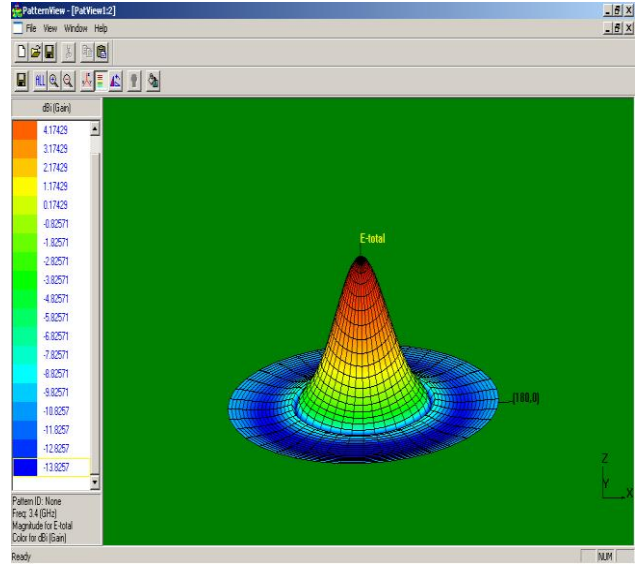 PatternView - [PatView1:2]
File View Window Help
ALL
dBi (Gain)
4.17429
3.17429
2.17429
1.17429
0.17429
-0.82571
-1.82571
-2.82571
-3.82571
-4.82571
-5.82571
-6.82571
-7.82571
-8.82571
-9.82571
-10.8257
-11.8257
-12.8257
-13.8257
E-total
(180,0)
Z
Y
X
Pattern ID: None
Freq: 3.4 (GHz)
Magnitude for E-total
Color for dBi (Gain)
Ready
NUM